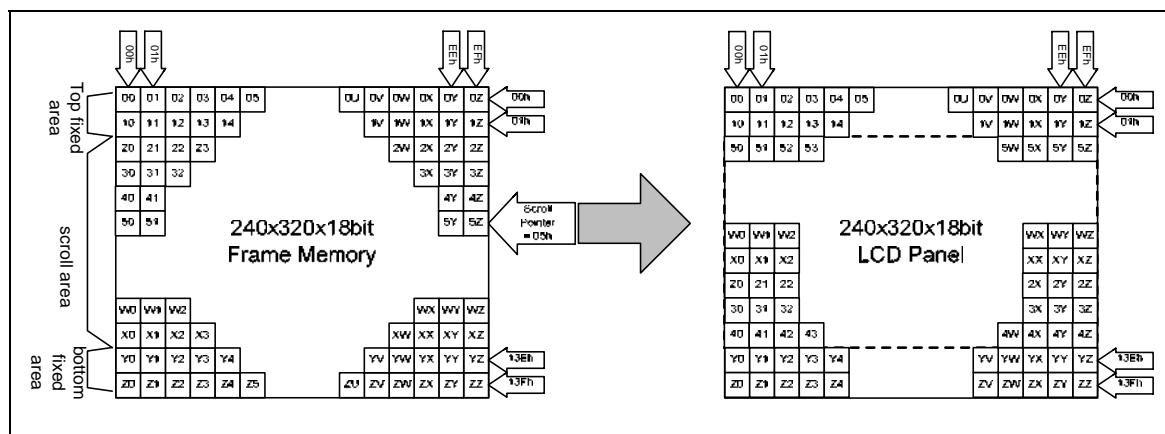 00h 01h EEh EFh
00 01 02 03 04 05 0U 0V 0W 0X 0Y 0Z 00h
10 11 12 13 14 1V 1W 1X 1Y 1Z 01h
20 21 22 23 2W 2X 2Y 2Z
30 31 32 3X 3Y 3Z
40 41 4Y 4Z
50 51 5Y 5Z
Scroll
Pointer
=05h
240x320x18bit
Frame Memory
W0 W1 W2 WX WY WZ
X0 X1 X2 X3 XW XX XY XZ
Y0 Y1 Y2 Y3 Y4 YV YW YX YY YZ 13Eh
Z0 Z1 Z2 Z3 Z4 Z5 ZU ZV ZW ZX ZY ZZ 13Fh
Top fixed
area
scroll area
bottom
fixed
area
00h 01h EEh EFh
00 01 02 03 04 05 0U 0V 0W 0X 0Y 0Z 00h
10 11 12 13 14 1V 1W 1X 1Y 1Z 01h
50 51 52 53 5W 5X 5Y 5Z
240x320x18bit
LCD Panel
W0 W1 W2 WX WY WZ
X0 X1 X2 XX XY XZ
20 21 22 2X 2Y 2Z
30 31 32 3X 3Y 3Z
40 41 42 43 4W 4X 4Y 4Z
Y0 Y1 Y2 Y3 Y4 YV YW YX YY YZ 13Eh
Z0 Z1 Z2 Z3 Z4 ZV ZW ZX ZY ZZ 13Fh